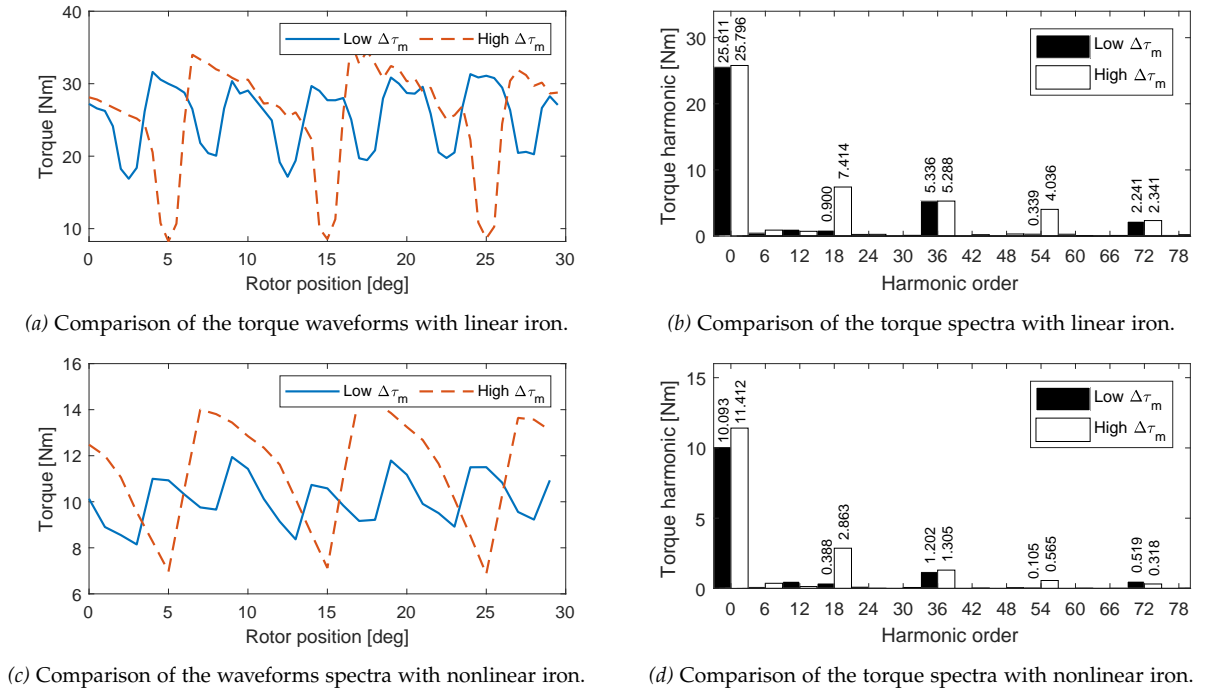 Low Δτm High Δτm
Torque [Nm]
30
20
10
0 5 10 15 20 25 30
Rotor position [deg]
(a) Comparison of the torque waveforms with linear iron.
Low Δτm
High Δτm
Torque harmonic [Nm]
30
20
10
0
25.611
25.796
0.900
7.414
5.336
5.288
0.339
4.036
2.241
2.341
0 6 12 18 24 30 36 42 48 54 60 66 72 78
Harmonic order
(b) Comparison of the torque spectra with linear iron.
Low Δτm High Δτm
Torque [Nm]
16
14
12
10
8
6
0 5 10 15 20 25 30
Rotor position [deg]
(c) Comparison of the waveforms spectra with nonlinear iron.
Low Δτm
High Δτm
Torque harmonic [Nm]
15
10
5
0
10.093
11.412
0.388
2.863
1.202
1.305
0.105
0.565
0.519
0.318
0 6 12 18 24 30 36 42 48 54 60 66 72 78
Harmonic order
(d) Comparison of the torque spectra with nonlinear iron.